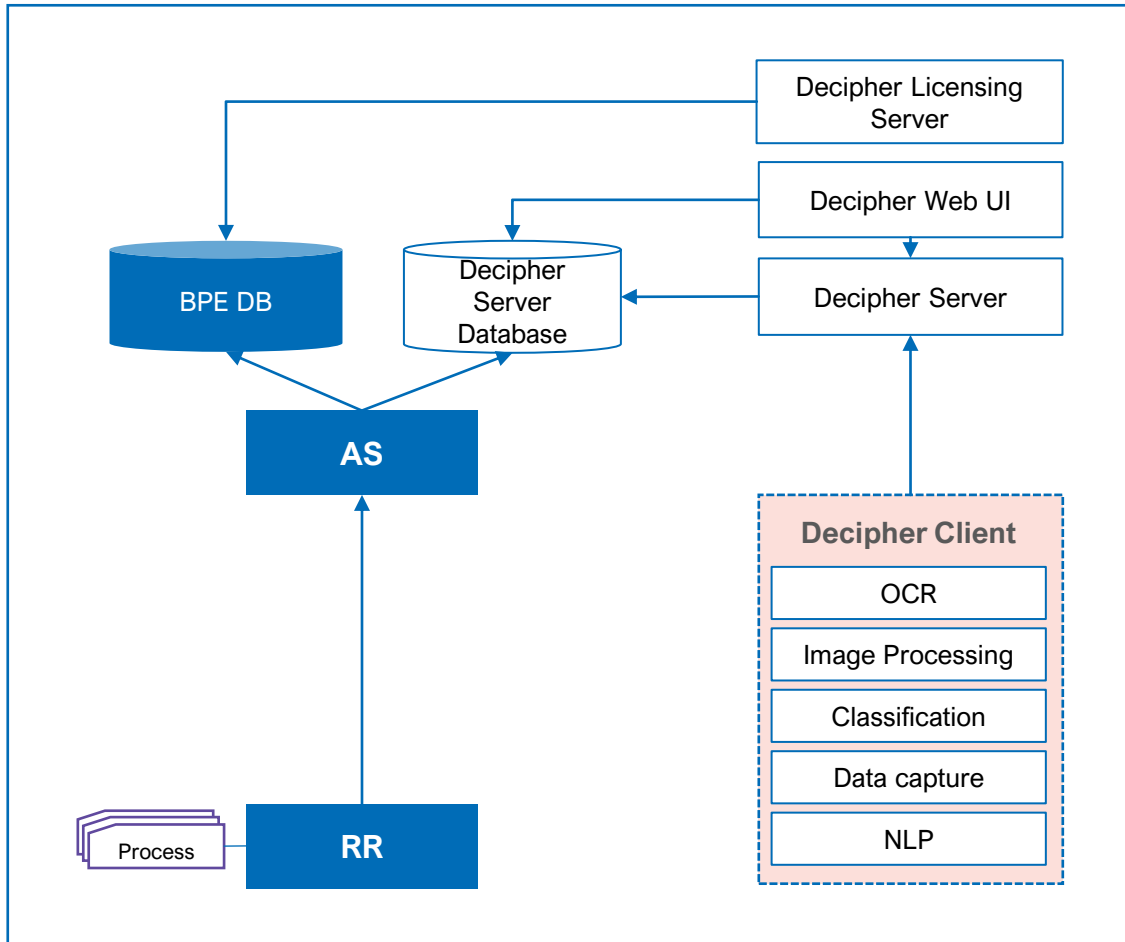 Decipher Licensing
Server
Decipher Web UI
BPE DB
Decipher
Server
Database
Decipher Server
AS
Decipher Client
OCR
Image Processing
Classification
Data capture
NLP
Process
RR